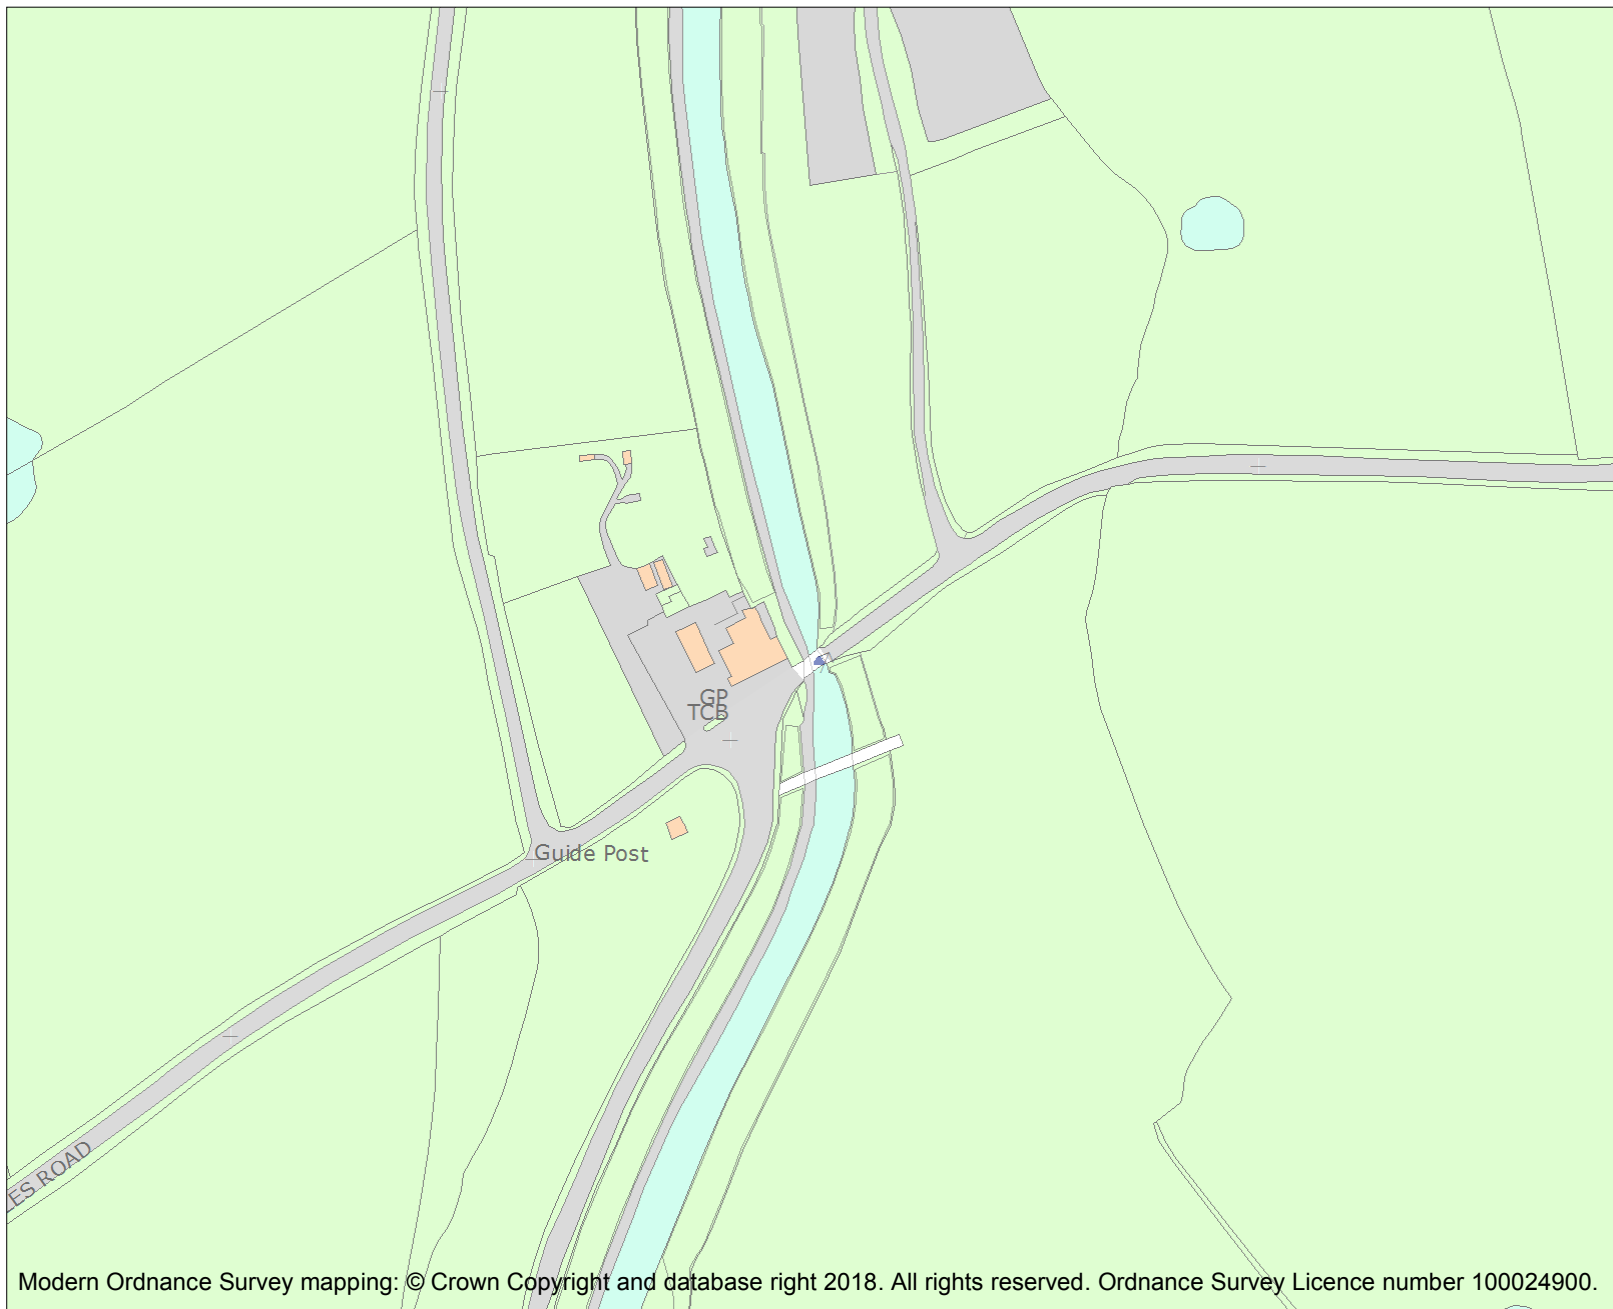 GP
TCB
Guide Post
LES ROAD
Modern Ordnance Survey mapping: © Crown Copyright and database right 2018. All rights reserved. Ordnance Survey Licence number 100024900.